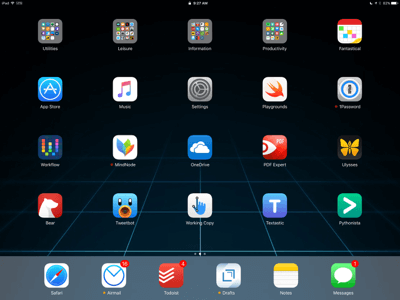 iPad
9:07 AM
82%
Utilities
Leisure
Information
Productivity
Fantastical
App Store
Music
Settings
Playgrounds
1Password
Workflow
MindNode
OneDrive
PDF Expert
Ulysses
Bear
Tweetbot
Working Copy
Textastic
Pythonista
18
4
1
Safari
Airmail
Todoist
Drafts
Notes
Messages